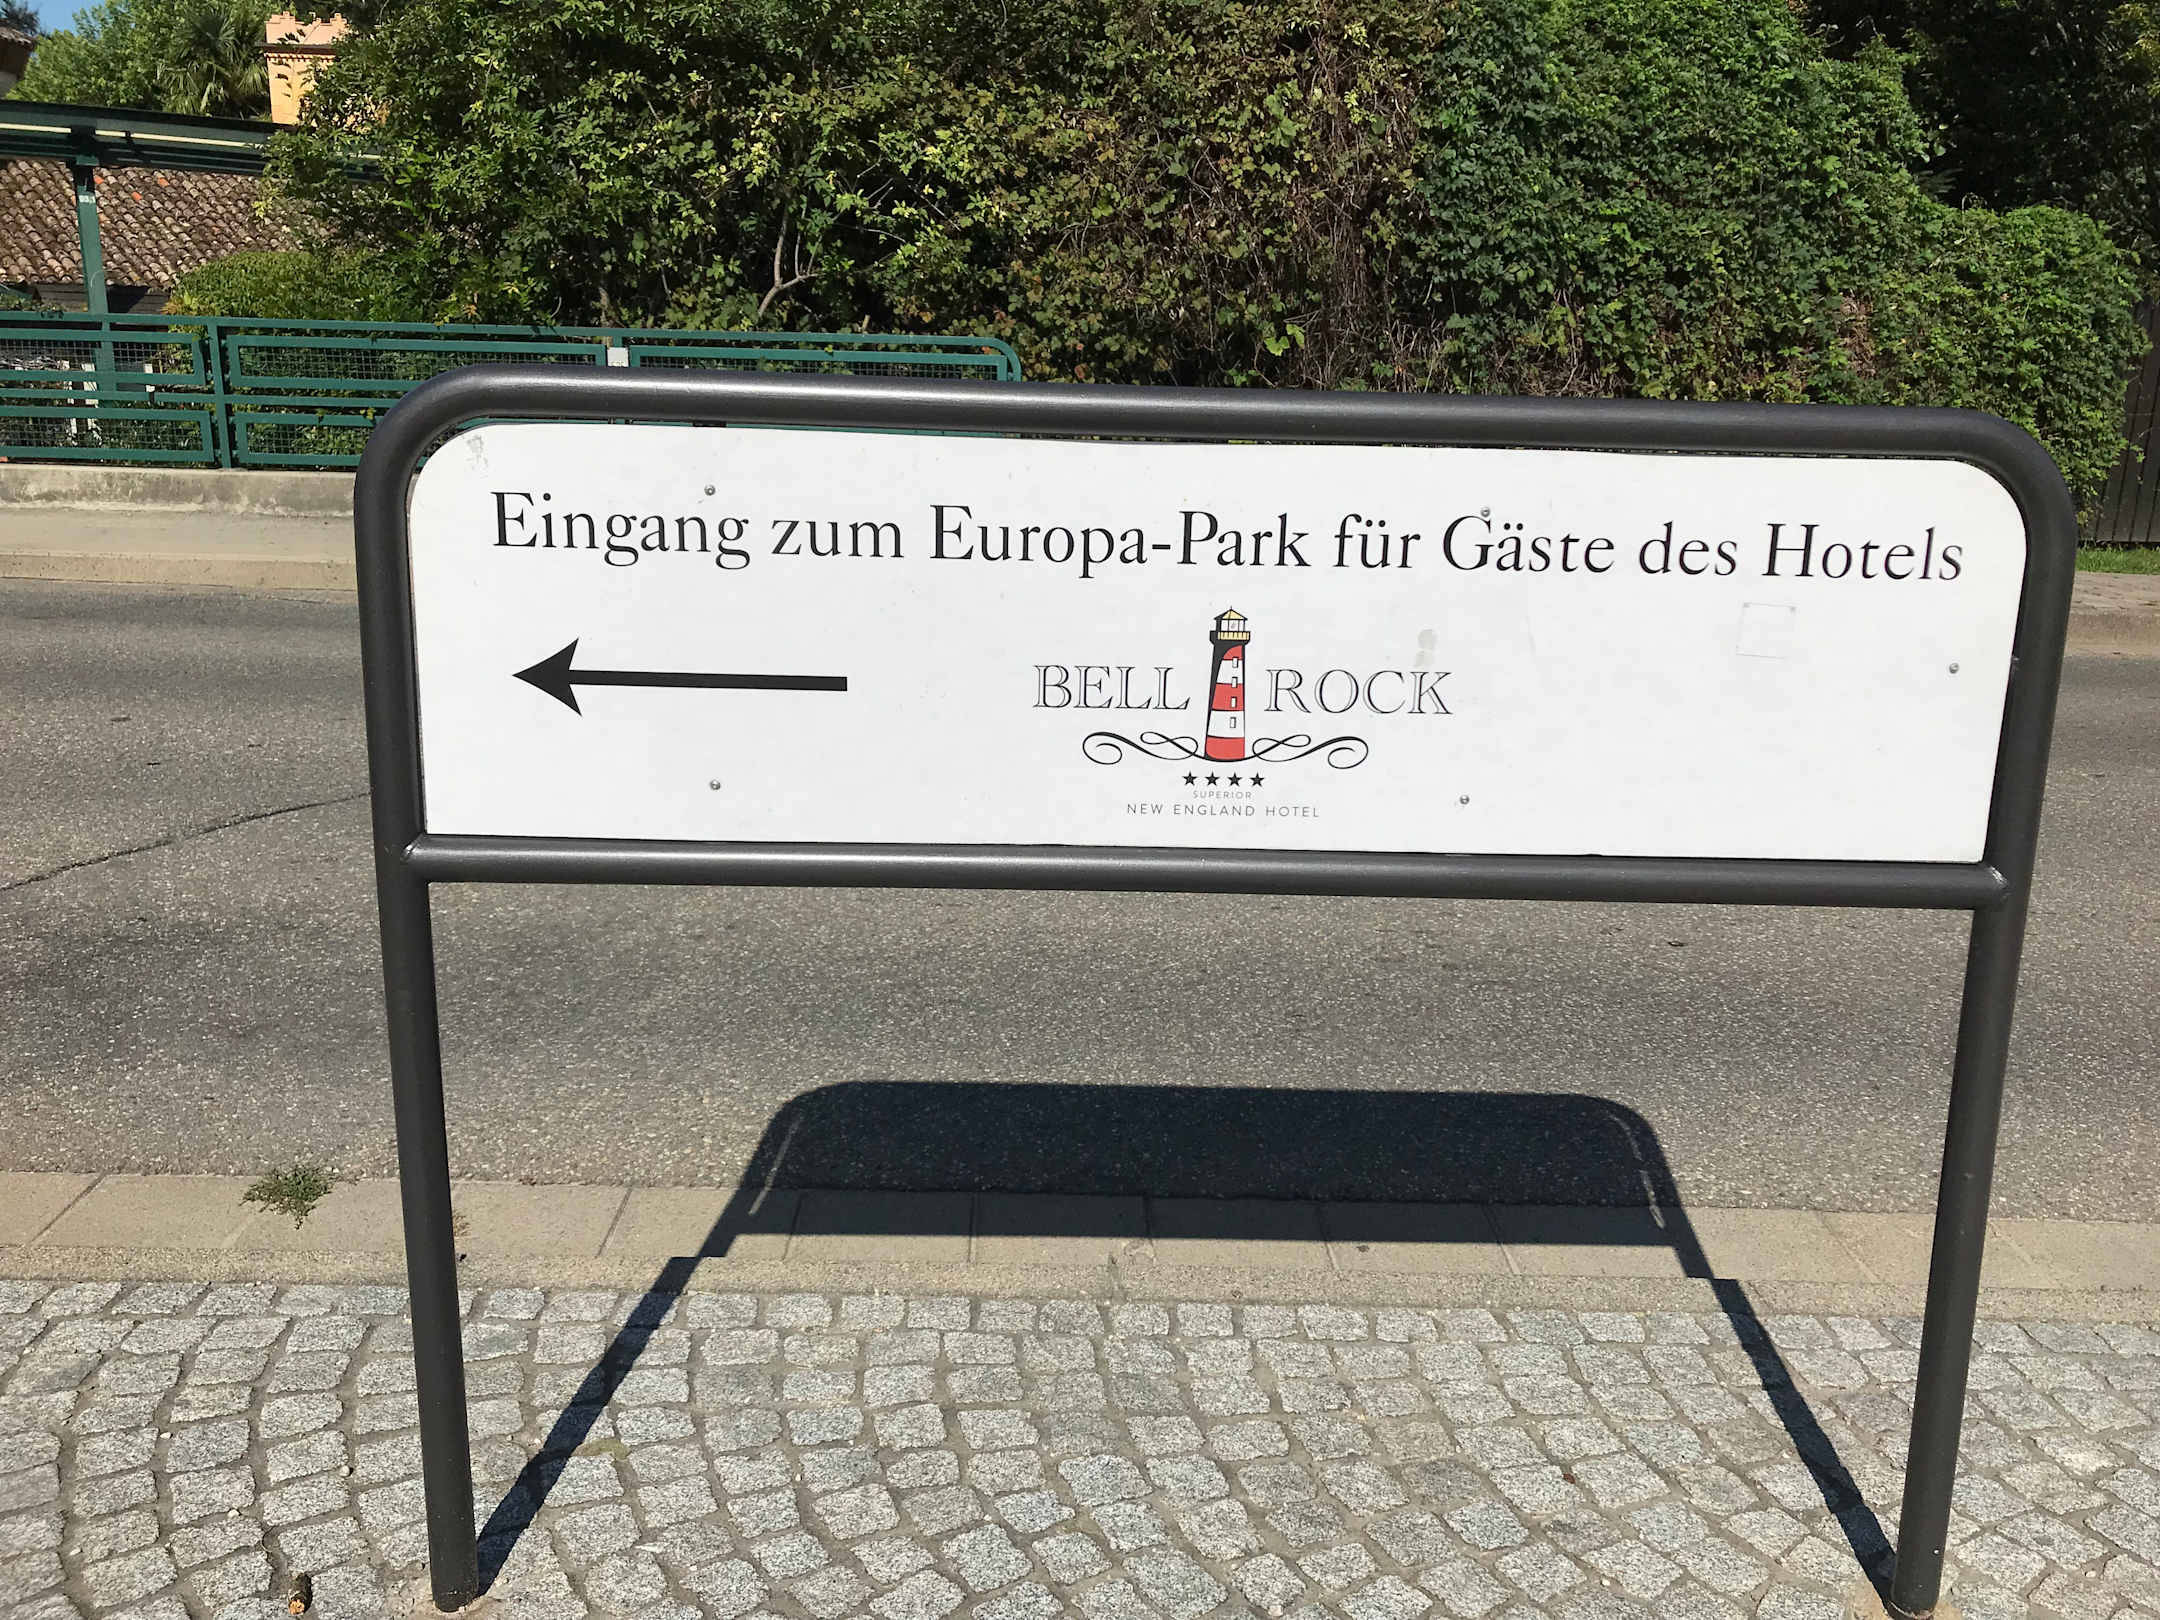 Eingang zum Europa-Park für Gäste des Hotels
BELL ROCK
★★★★
SUPERIOR
NEW ENGLAND HOTEL